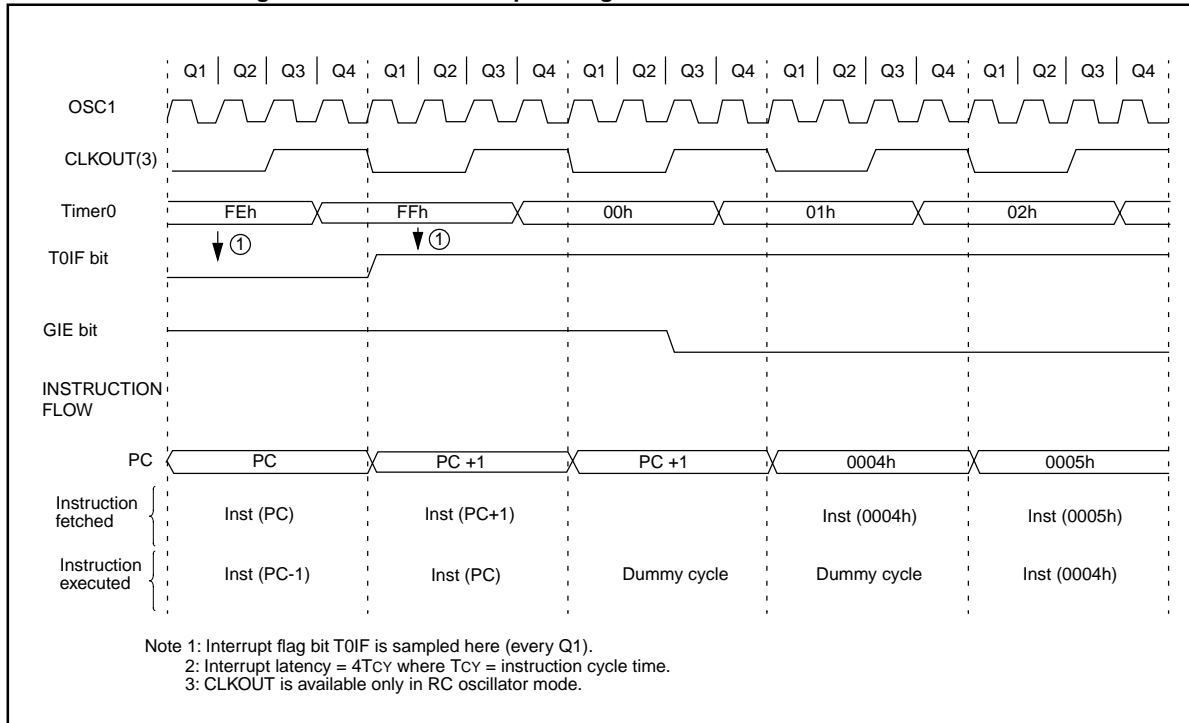 Q1 Q2 Q3 Q4 Q1 Q2 Q3 Q4 Q1 Q2 Q3 Q4 Q1 Q2 Q3 Q4 Q1 Q2 Q3 Q4
OSC1
CLKOUT(3)
Timer0 FEh FFh 00h 01h 02h
1 1
T0IF bit
GIE bit
INSTRUCTION
FLOW
PC PC PC +1 PC +1 0004h 0005h
Instruction
fetched
Inst (PC) Inst (PC+1) Inst (0004h) Inst (0005h)
Instruction
executed
Inst (PC-1) Inst (PC) Dummy cycle Dummy cycle Inst (0004h)
Note 1: Interrupt flag bit T0IF is sampled here (every Q1).
2: Interrupt latency = 4TCY where TCY = instruction cycle time.
3: CLKOUT is available only in RC oscillator mode.